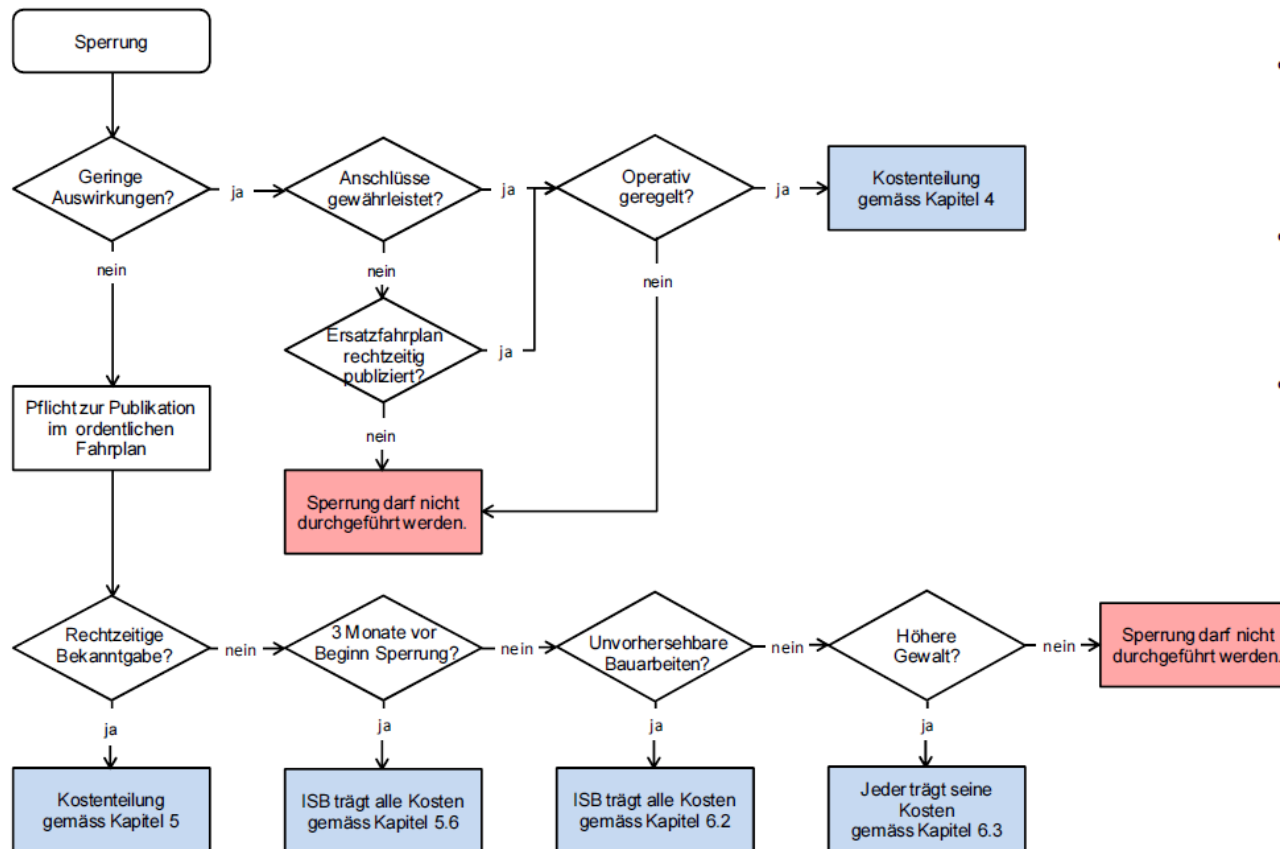 Sperrung
Geringe
Auswirkungen?
ja
Anschlüsse
gewährleistet?
ja
Operativ
geregelt?
ja
Kostenteilung
gemäss Kapitel 4
nein
nein
nein
Ersatzfahrplan
rechtzeitig
publiziert?
ja
Pflicht zur Publikation
im ordentlichen
Fahrplan
nein
Sperrung darf nicht
durchgeführt werden.
Rechtzeitige
Bekanntgabe?
nein
3 Monate vor
Beginn Sperrung?
nein
Unvorhersehbare
Bauarbeiten?
nein
Höhere
Gewalt?
nein
Sperrung darf nicht
durchgeführt werden.
ja
ja
ja
ja
Kostenteilung
gemäss Kapitel 5
ISB trägt alle Kosten
gemäss Kapitel 5.6
ISB trägt alle Kosten
gemäss Kapitel 6.2
Jeder trägt seine
Kosten
gemäss Kapitel 6.3